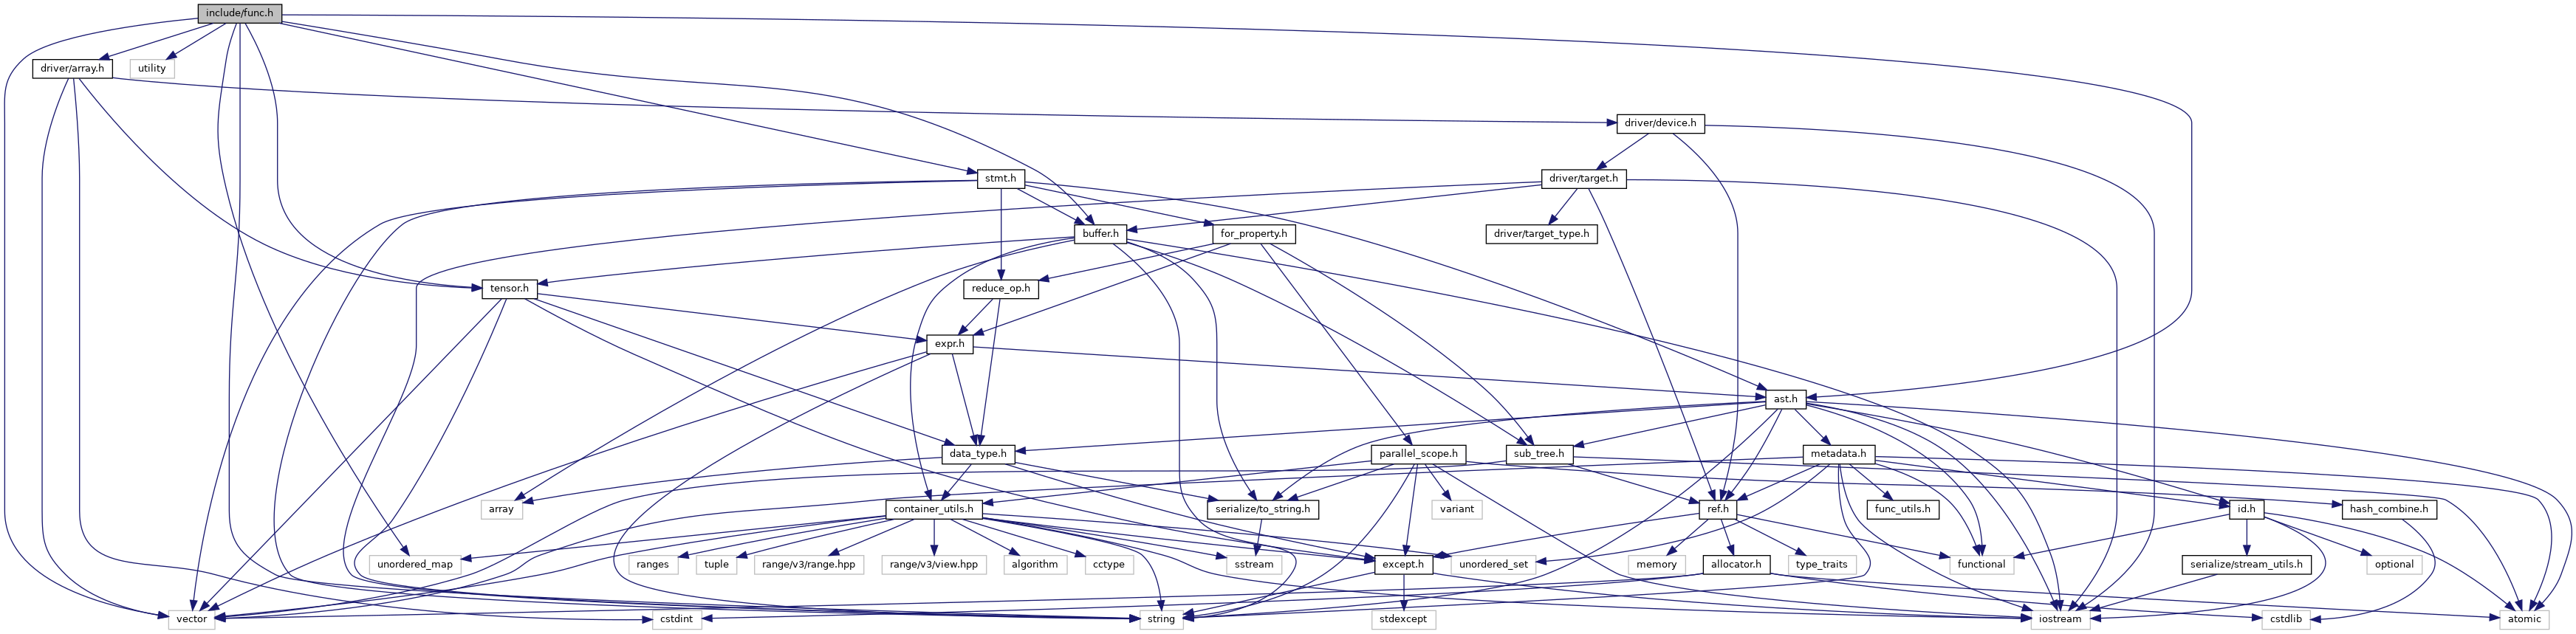 include/func.h
driver/array.h
utility
driver/device.h
stmt.h
driver/target.h
buffer.h
for_property.h
driver/target_type.h
tensor.h
reduce_op.h
expr.h
ast.h
data_type.h
parallel_scope.h
sub_tree.h
metadata.h
array
container_utils.h
serialize/to_string.h
variant
ref.h
func_utils.h
id.h
hash_combine.h
unordered_map
ranges
tuple
range/v3/range.hpp
range/v3/view.hpp
algorithm
cctype
sstream
except.h
unordered_set
memory
allocator.h
type_traits
functional
serialize/stream_utils.h
optional
vector
cstdint
string
stdexcept
iostream
cstdlib
atomic